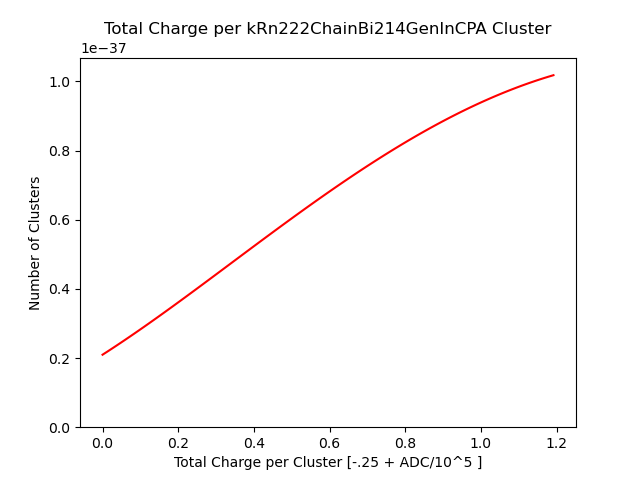 Total Charge per kRn222ChainBi214GenInCPA Cluster
1e−37
1.0
0.8
0.6
0.4
0.2
0.0
Number of Clusters
0.0 0.2 0.4 0.6 0.8 1.0 1.2
Total Charge per Cluster [-.25 + ADC/10^5 ]